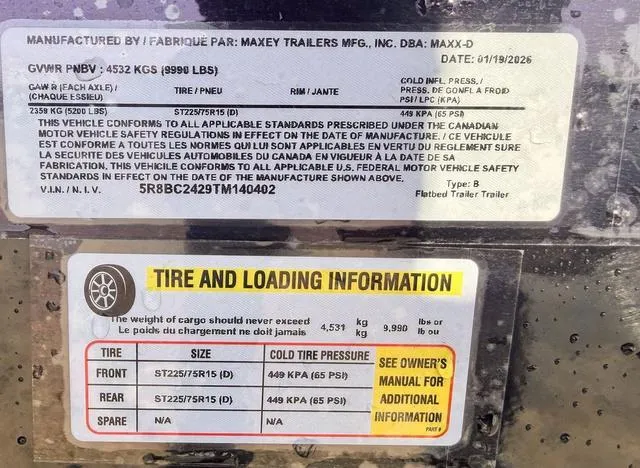 MANUFACTURED BY / FABRIQUE PAR: MAXEY TRAILERS MFG., INC. DBA: MAXX-D
DATE: 01/19/2026
GVWR PNBV : 4532 KGS (9990 LBS)
GAWR (EACH AXLE) / (CHAQUE ESSIEU)
TIRE / PNEU
RIM / JANTE
COLD INFL. PRESS. / PRESS. DE GONFL A FROID PSI / LPC (KPA)
2359 KG (5200 LBS) ST225/75R15 (D) 449 KPA (65 PSI)
THIS VEHICLE CONFORMS TO ALL APPLICABLE STANDARDS PRESCRIBED UNDER THE CANADIAN
MOTOR VEHICLE SAFETY REGULATIONS IN EFFECT ON THE DATE OF MANUFACTURE. / CE VEHICULE
EST CONFORME A TOUTES LES NORMES QUI LUI SONT APPLICABLES EN VERTU DU REGLEMENT SURE
LA SECURITE DES VEHICULES AUTOMOBILES DU CANADA EN VIGUEUR À LA DATE DE SA
FABRICATION. THIS VEHICLE CONFORMS TO ALL APPLICABLE U.S. FEDERAL MOTOR VEHICLE SAFETY
STANDARDS IN EFFECT ON THE DATE OF THE MANUFACTURE SHOWN ABOVE.
V.I.N. / N.I.V. 5R8BC2429TM140402
Type: B
Flatbed Trailer Trailer
TIRE AND LOADING INFORMATION
The weight of cargo should never exceed
Le poids du chargement ne doit jamais
4,531 kg kg 9,990 lbs or lb ou
TIRE SIZE COLD TIRE PRESSURE
FRONT ST225/75R15 (D) 449 KPA (65 PSI)
REAR ST225/75R15 (D) 449 KPA (65 PSI)
SPARE N/A N/A
SEE OWNER'S
MANUAL FOR
ADDITIONAL
INFORMATION
PART #